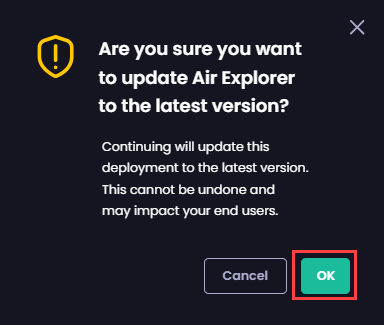 Are you sure you want
to update Air Explorer
to the latest version?
Continuing will update this
deployment to the latest version.
This cannot be undone and
may impact your end users.
Cancel
OK